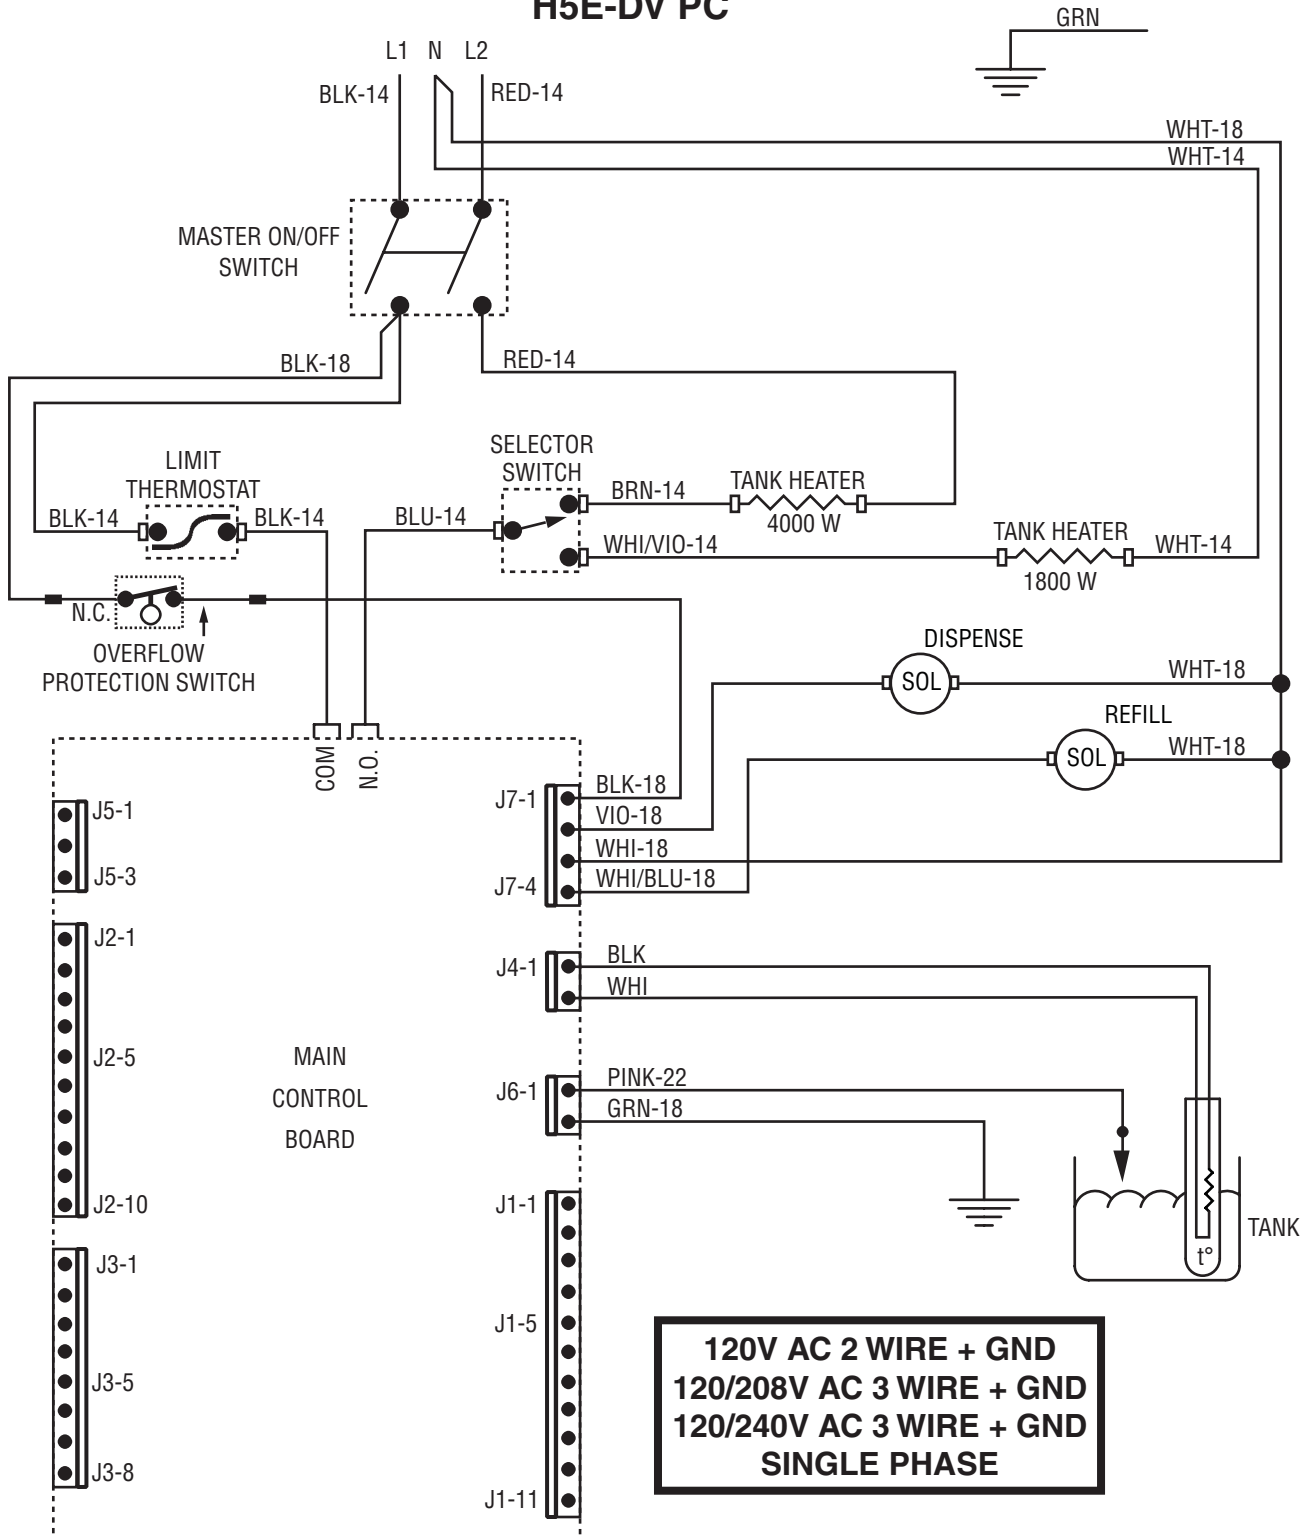 H5E-DV PC
GRN
L1 N L2
BLK-14
RED-14
WHT-18
WHT-14
MASTER ON/OFF
SWITCH
BLK-18
RED-14
LIMIT
THERMOSTAT
BLK-14
BLK-14
SELECTOR
SWITCH
BLU-14
BRN-14
TANK HEATER
4000 W
WHI/VIO-14
TANK HEATER
1800 W
WHT-14
N.C.
OVERFLOW
PROTECTION SWITCH
DISPENSE
SOL
WHT-18
REFILL
SOL
WHT-18
COM
N.O.
J5-1
J5-3
J2-1
J2-5
J2-10
J3-1
J3-5
J3-8
MAIN
CONTROL
BOARD
J7-1
BLK-18
VIO-18
WHI-18
J7-4
WHI/BLU-18
J4-1
BLK
WHI
J6-1
PINK-22
GRN-18
J1-1
J1-5
J1-11
t°
TANK
120V AC 2 WIRE + GND
120/208V AC 3 WIRE + GND
120/240V AC 3 WIRE + GND
SINGLE PHASE